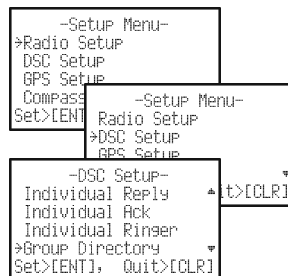 -Setup Menu-
→Radio Setup
DSC Setup
GPS Setup
Compass
Set>[ENT
-Setup Menu-
Radio Setup
→DSC Setup
GPS Setup
it>[CLR]
-DSC Setup-
Individual Reply
Individual Ack
Individual Ringer
→Group Directory
Set>[ENT], Quit>[CLR]